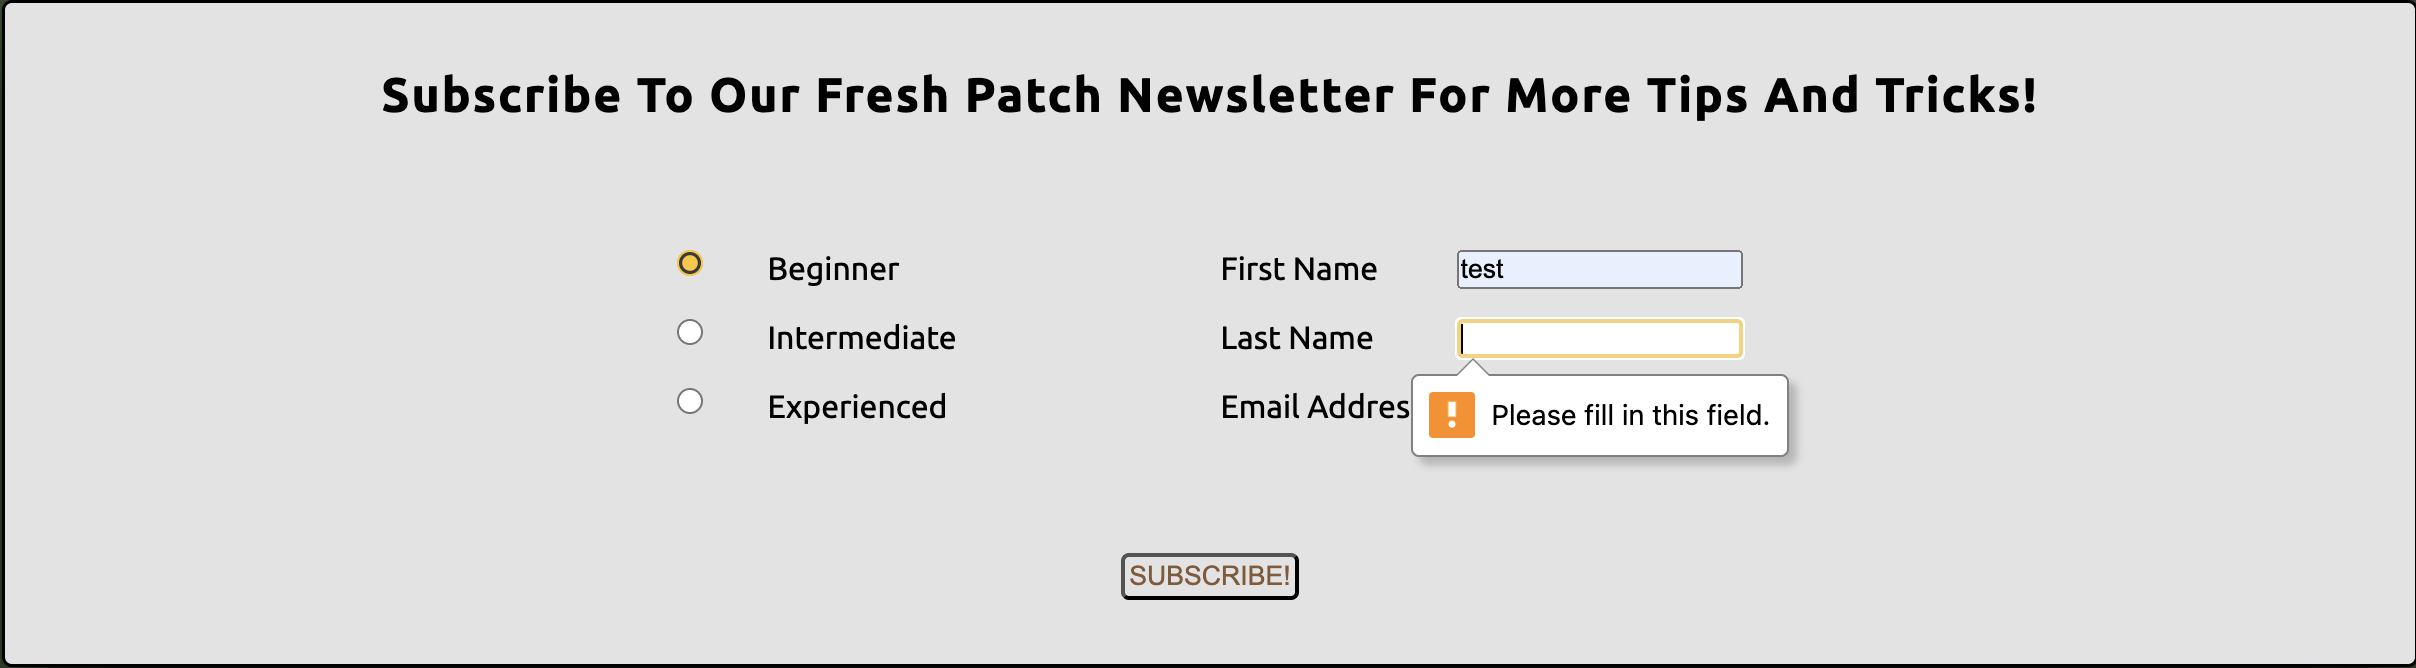 Subscribe To Our Fresh Patch Newsletter For More Tips And Tricks!
Beginner First Name test
Intermediate Last Name
Experienced Email Addres
Please fill in this field.
SUBSCRIBE!